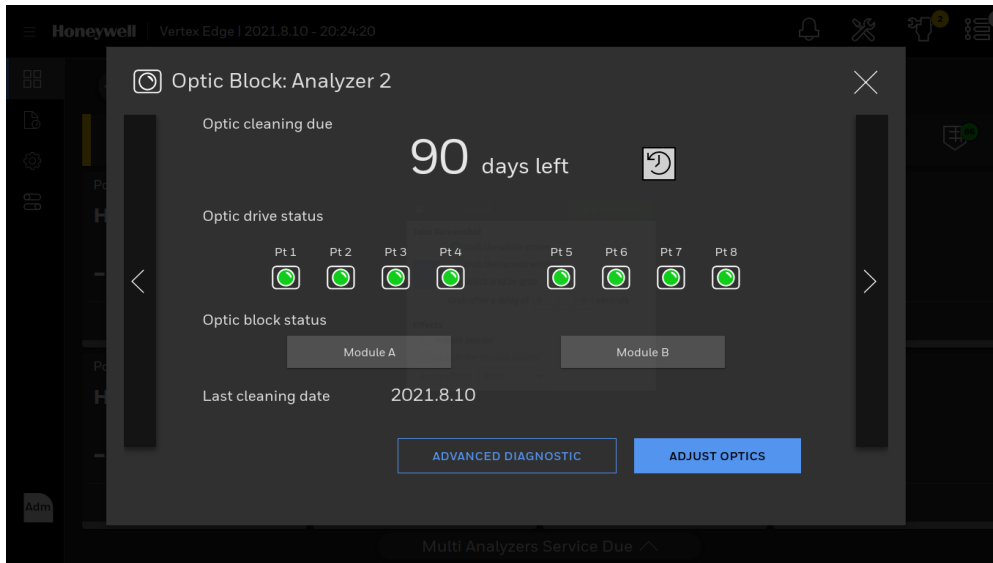 Honeywell Vertex Edge | 2021.8.10 - 20:24:20
2
Optic Block: Analyzer 2
Optic cleaning due
90 days left
Optic drive status
Pt 1 Pt 2 Pt 3 Pt 4 Pt 5 Pt 6 Pt 7 Pt 8
Optic block status
Module A Module B
Last cleaning date 2021.8.10
ADVANCED DIAGNOSTIC ADJUST OPTICS
Adm
Multi Analyzers Service Due